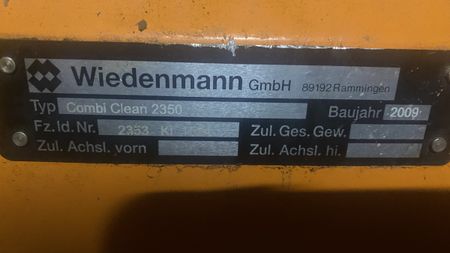 Wiedenmann GmbH 89192 Rammingen
Typ Combi Clean 2350 Baujahr 2009
Fz.Id.Nr. 2353 Zul. Ges. Gew.
Zul. Achsl. vorn Zul. Achsl. hi.